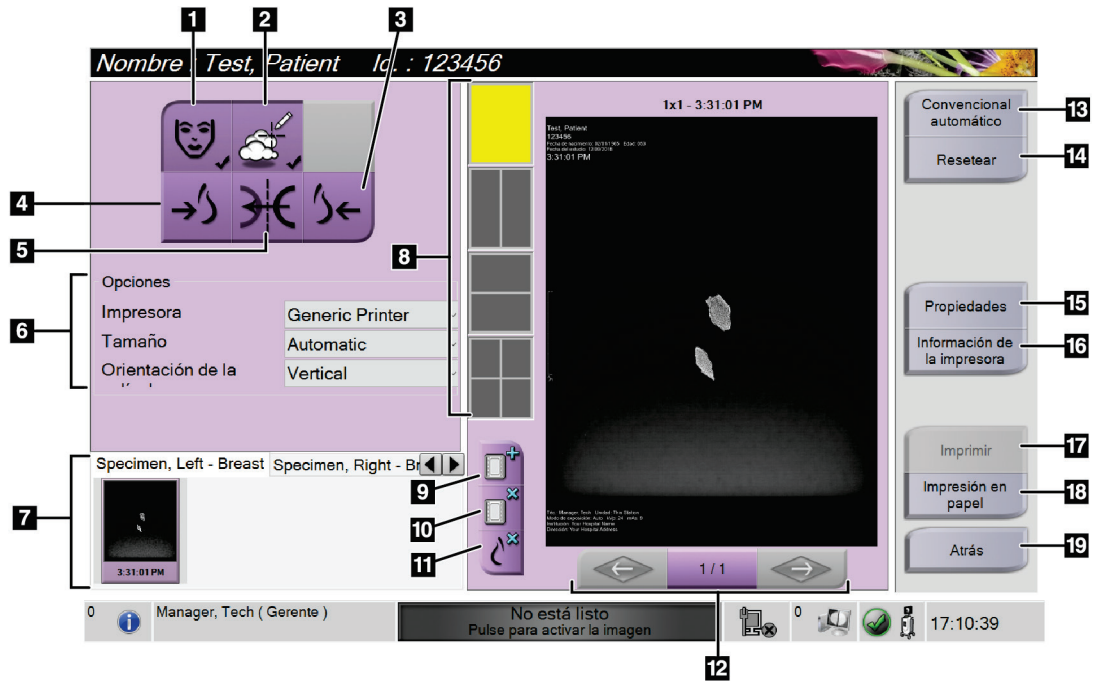 1
2
3
Nombre : Test, Patient Id. : 123456
4
5
6
7
8
9
10
11
12
13
14
15
16
17
18
19
Opciones
Impresora
Generic Printer
Tamaño
Automatic
Orientación de la
Vertical
Specimen, Left - Breast
Specimen, Right - Br
3:31:01 PM
1x1 - 3:31:01 PM
Test, Patient
123456
3:31:01 PM
1 / 1
Convencional
automático
Resetear
Propiedades
Información de
la impresora
Imprimir
Impresión en
papel
Atrás
0
Manager, Tech ( Gerente )
No está listo
Pulse para activar la imagen
0
17:10:39